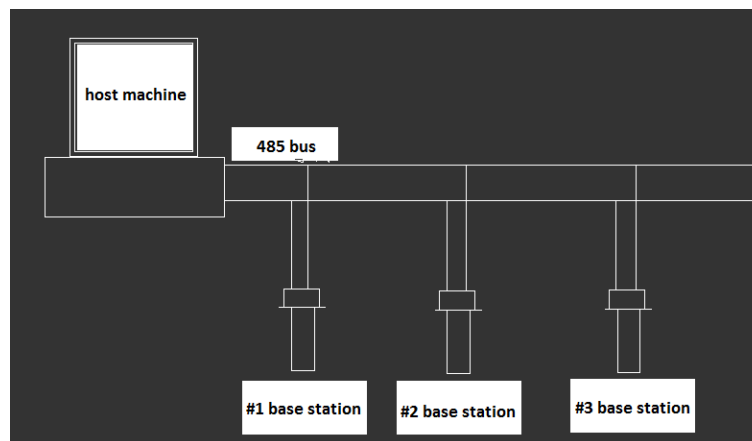 host machine
485 bus
#1 base station
#2 base station
#3 base station